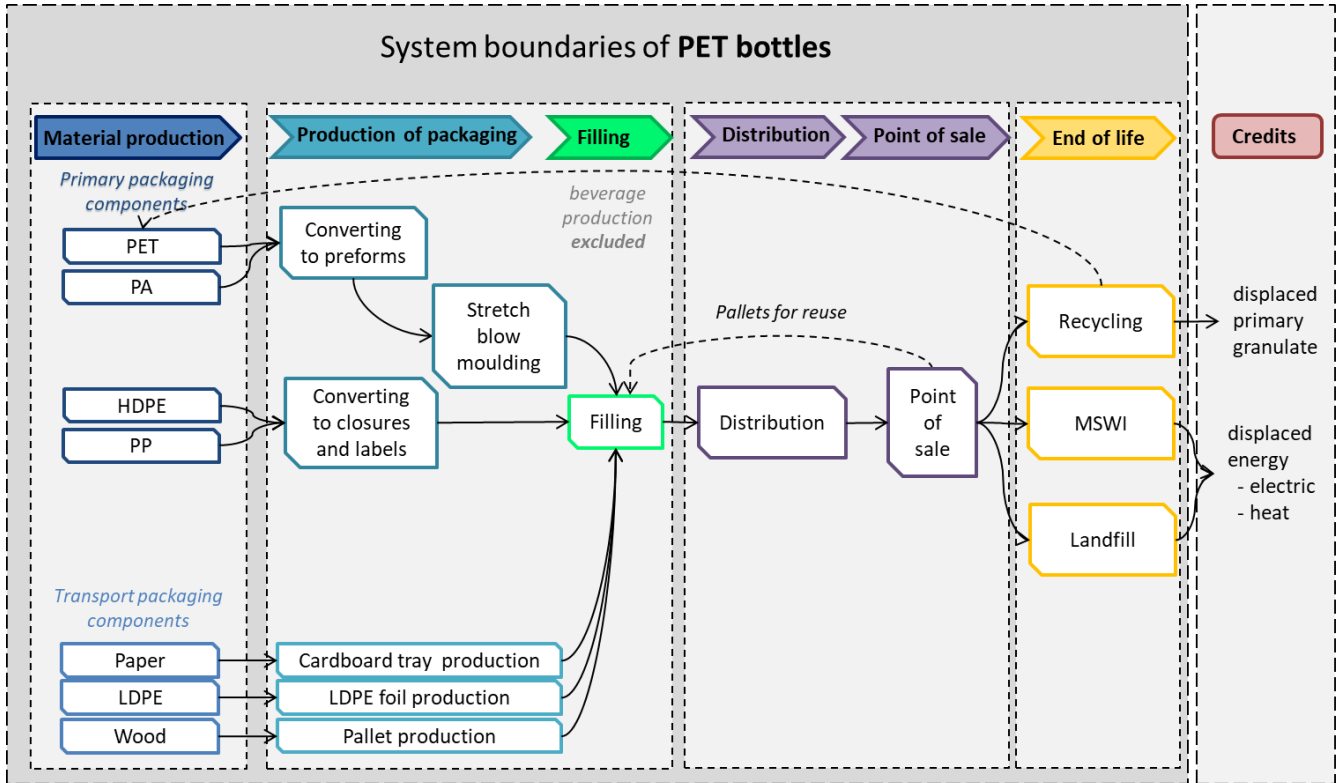 System boundaries of PET bottles
Material production
Production of packaging
Filling
Distribution
Point of sale
End of life
Credits
Primary packaging
components
beverage
production
excluded
PET
PA
Converting
to preforms
Stretch
blow
moulding
Pallets for reuse
Recycling
displaced
primary
granulate
HDPE
PP
Converting
to closures
and labels
Filling
Distribution
Point
of
sale
MSWI
displaced
energy
- electric
- heat
Landfill
Transport packaging
components
Paper
Cardboard tray production
LDPE
LDPE foil production
Wood
Pallet production